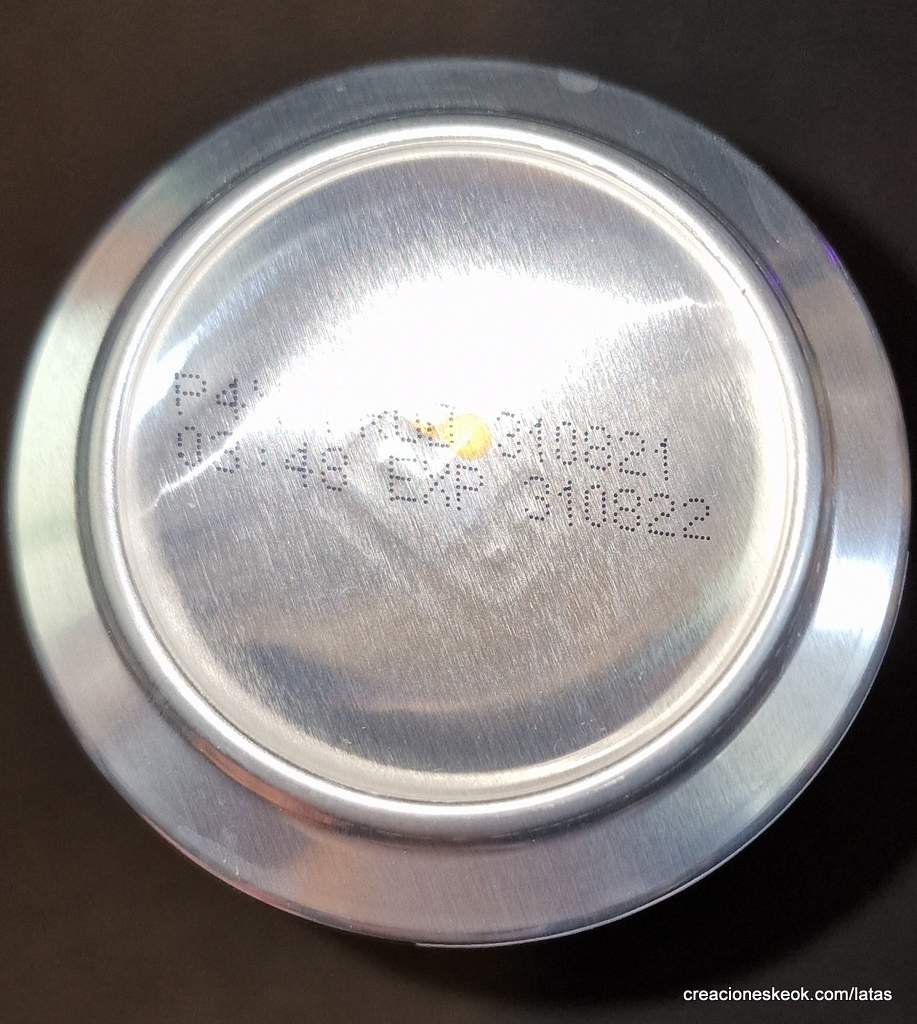 310821
03:48 EXP 310822
creacioneskeok.com/latas